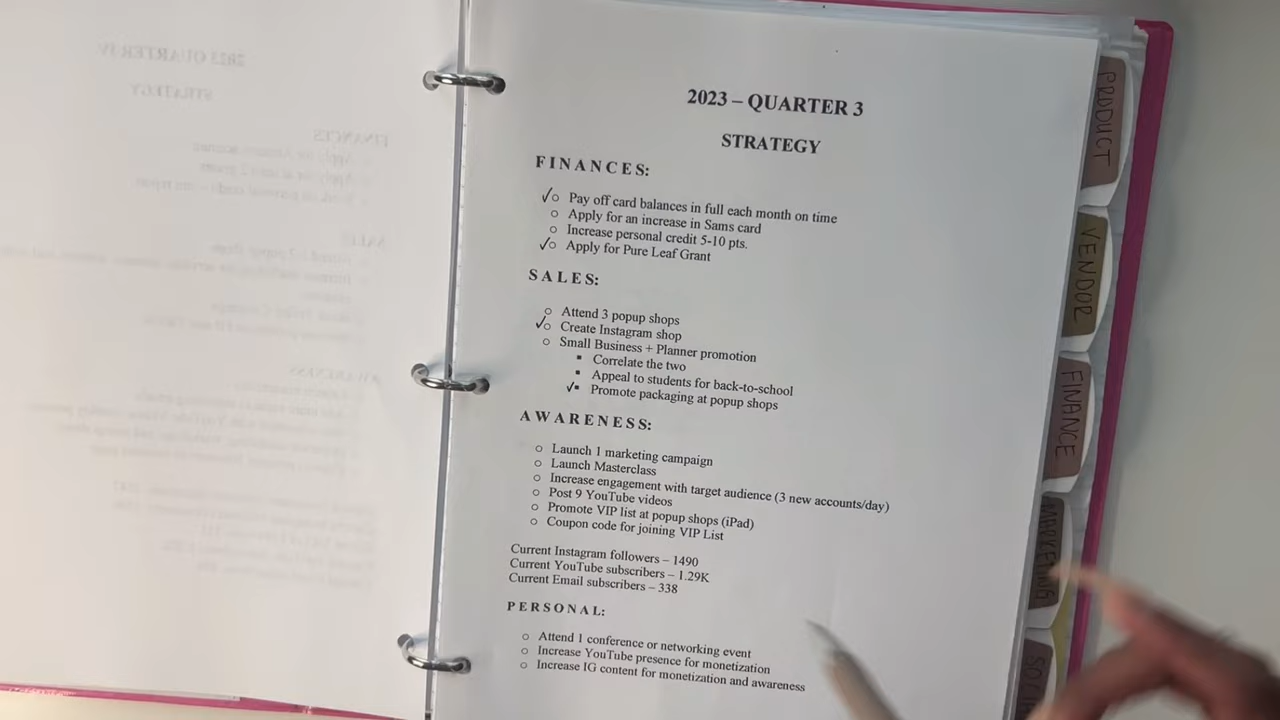 2023 – QUARTER 3
STRATEGY
FINANCES:
✓○ Pay off card balances in full each month on time
○ Apply for an increase in Sams card
○ Increase personal credit 5-10 pts.
✓○ Apply for Pure Leaf Grant
SALES:
○ Attend 3 popup shops
✓○ Create Instagram shop
○ Small Business + Planner promotion
▪ Correlate the two
▪ Appeal to students for back-to-school
✓▪ Promote packaging at popup shops
AWARENESS:
○ Launch 1 marketing campaign
○ Launch Masterclass
○ Increase engagement with target audience (3 new accounts/day)
○ Post 9 YouTube videos
○ Promote VIP list at popup shops (iPad)
○ Coupon code for joining VIP List
Current Instagram followers – 1490
Current YouTube subscribers – 1.29K
Current Email subscribers – 338
PERSONAL:
○ Attend 1 conference or networking event
○ Increase YouTube presence for monetization
○ Increase IG content for monetization and awareness
PRODUCT
VENDOR
FINANCE
MARKETING
2023 QUARTER IV
STRATEGY
FINANCES